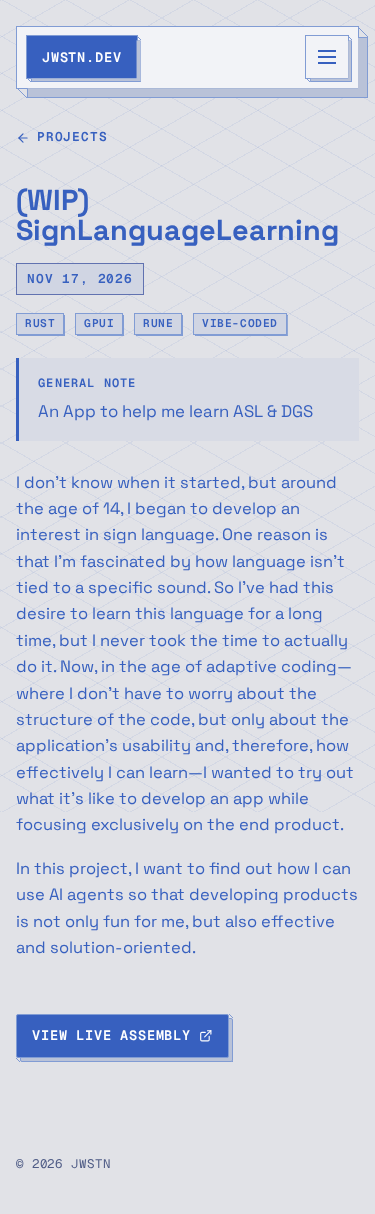 JWSTN.DEV
← PROJECTS
(WIP)
SignLanguageLearning
NOV 17, 2026
RUST GPUI RUNE VIBE-CODED
GENERAL NOTE
An App to help me learn ASL & DGS
I don't know when it started, but around
the age of 14, I began to develop an
interest in sign language. One reason is
that I'm fascinated by how language isn't
tied to a specific sound. So I've had this
desire to learn this language for a long
time, but I never took the time to actually
do it. Now, in the age of adaptive coding—
where I don't have to worry about the
structure of the code, but only about the
application's usability and, therefore, how
effectively I can learn—I wanted to try out
what it's like to develop an app while
focusing exclusively on the end product.
In this project, I want to find out how I can
use AI agents so that developing products
is not only fun for me, but also effective
and solution-oriented.
VIEW LIVE ASSEMBLY
© 2026 JWSTN